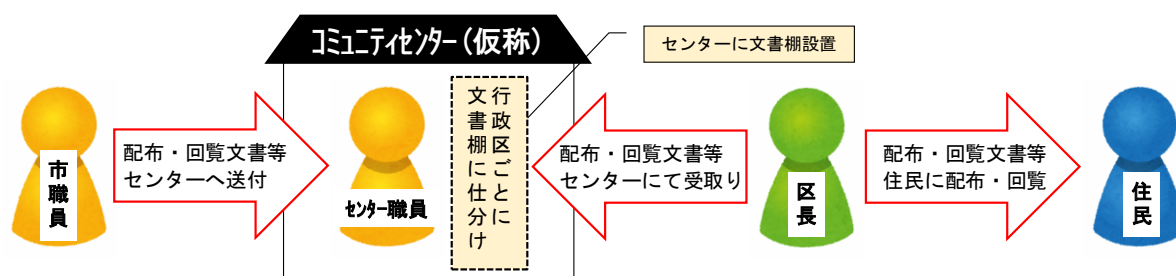 コミュニティセンター(仮称)
センターに文書棚設置
市職員
配布・回覧文書等
センターへ送付
センター職員
行政区ごとに
文書棚に仕分け
配布・回覧文書等
センターにて受取り
区長
配布・回覧文書等
住民に配布・回覧
住民